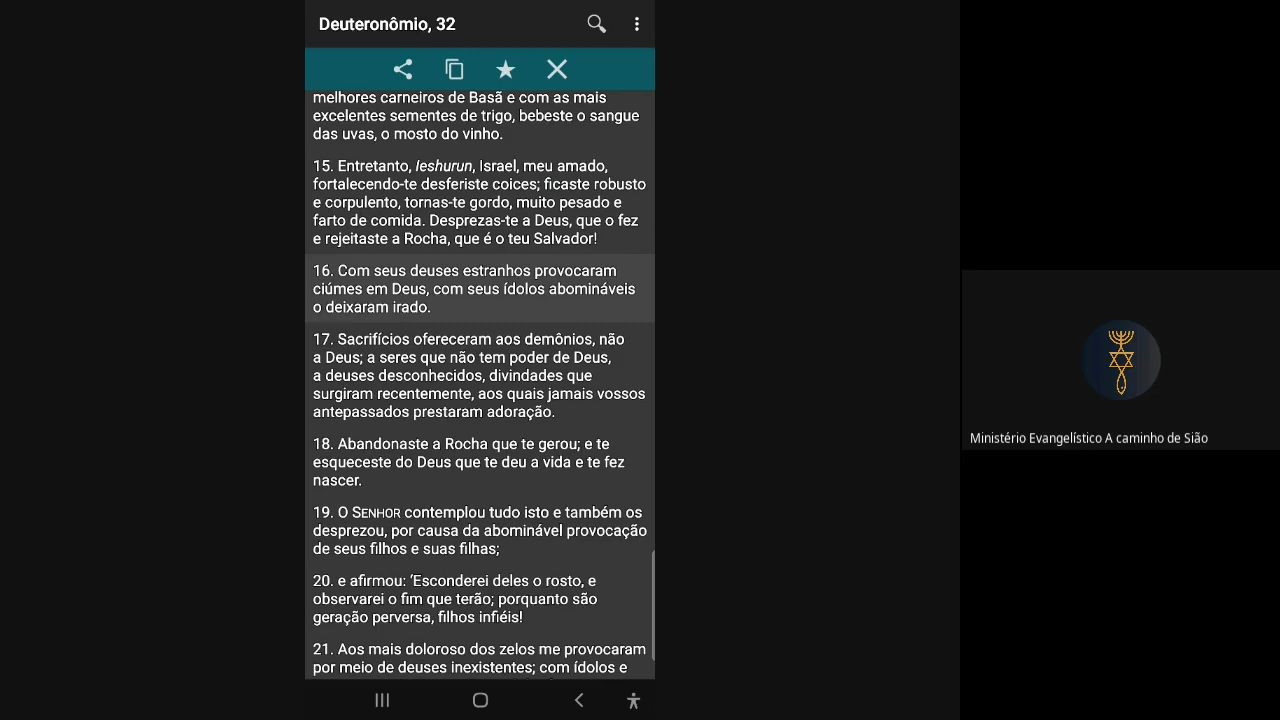 Deuteronômio, 32
melhores carneiros de Basã e com as mais
excelentes sementes de trigo, bebeste o sangue
das uvas, o mosto do vinho.
15. Entretanto, Ieshurun, Israel, meu amado,
fortalecendo-te desferiste coices; ficaste robusto
e corpulento, tornas-te gordo, muito pesado e
farto de comida. Desprezas-te a Deus, que o fez
e rejeitaste a Rocha, que é o teu Salvador!
16. Com seus deuses estranhos provocaram
ciúmes em Deus, com seus ídolos abomináveis
o deixaram irado.
17. Sacrifícios ofereceram aos demônios, não
a Deus; a seres que não tem poder de Deus,
a deuses desconhecidos, divindades que
surgiram recentemente, aos quais jamais vossos
antepassados prestaram adoração.
18. Abandonaste a Rocha que te gerou; e te
esqueceste do Deus que te deu a vida e te fez
nascer.
19. O SENHOR contemplou tudo isto e também os
desprezou, por causa da abominável provocação
de seus filhos e suas filhas;
20. e afirmou: ‘Esconderei deles o rosto, e
observarei o fim que terão; porquanto são
geração perversa, filhos infiéis!
21. Aos mais doloroso dos zelos me provocaram
por meio de deuses inexistentes; com ídolos e
Ministério Evangelístico A caminho de Sião